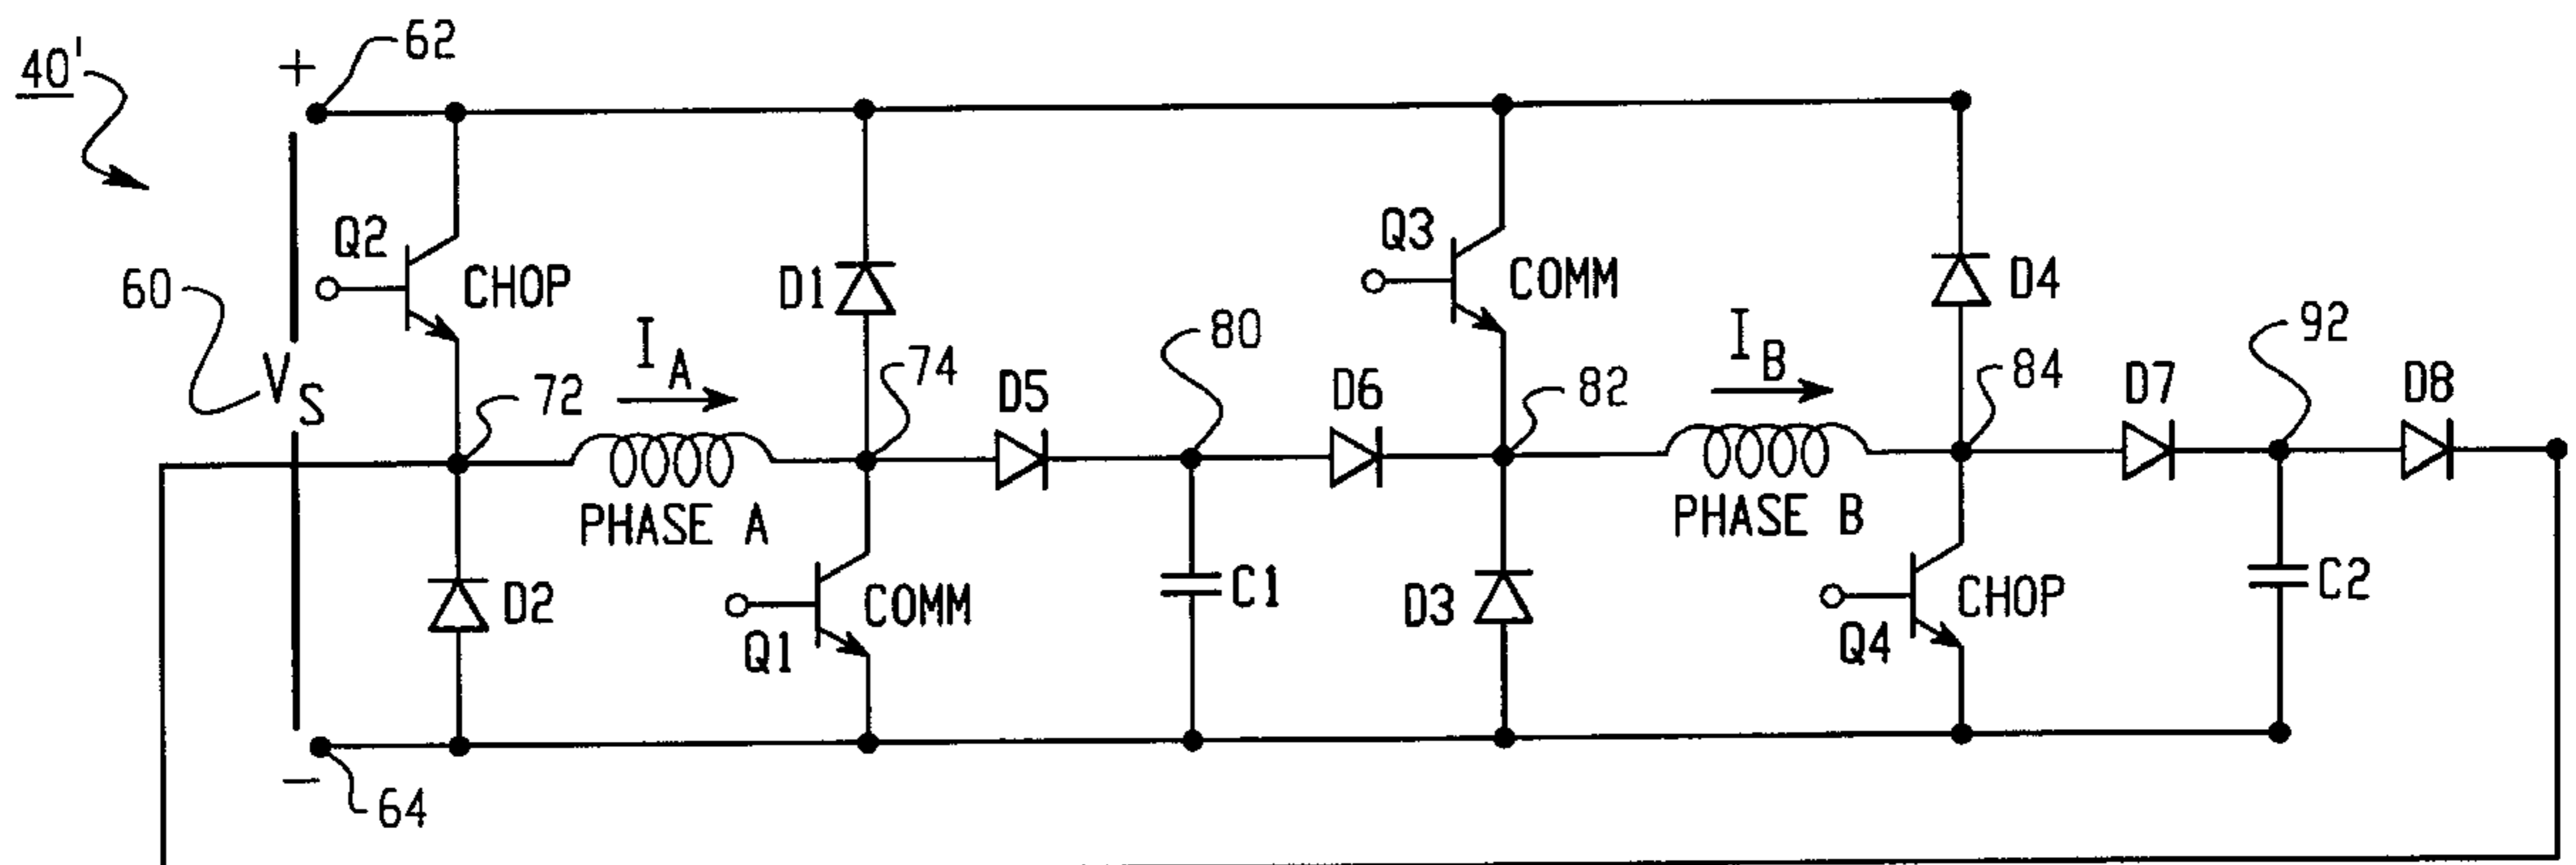 40'
+
62
Q2
CHOP
D1
Q3
COMM
D4
60
V S
I A
72
74
D5
80
D6
82
I B
84
D7
92
D8
PHASE A
PHASE B
D2
Q1
COMM
C1
D3
Q4
CHOP
C2
−
64